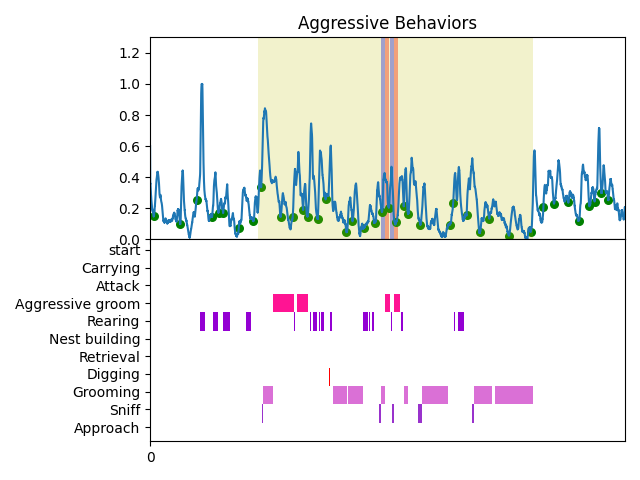 Aggressive Behaviors
1.2
1.0
0.8
0.6
0.4
0.2
0.0
start
Carrying
Attack
Aggressive groom
Rearing
Nest building
Retrieval
Digging
Grooming
Sniff
Approach
0